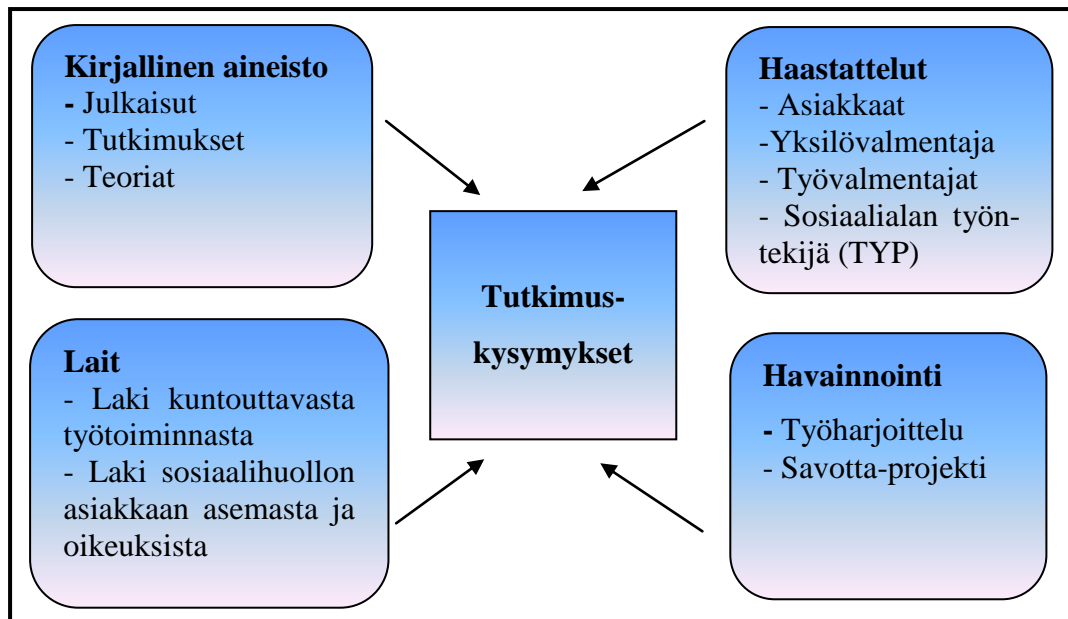 Kirjallinen aineisto
- Julkaisut
- Tutkimukset
- Teoriat
Haastattelut
- Asiakkaat
-Yksilövalmentaja
- Työvalmentajat
- Sosiaalialan työn-
tekijä (TYP)
Tutkimus-
kysymykset
Lait
- Laki kuntouttavasta
työtoiminnasta
- Laki sosiaalihuollon
asiakkaan asemasta ja
oikeuksista
Havainnointi
- Työharjoittelu
- Savotta-projekti